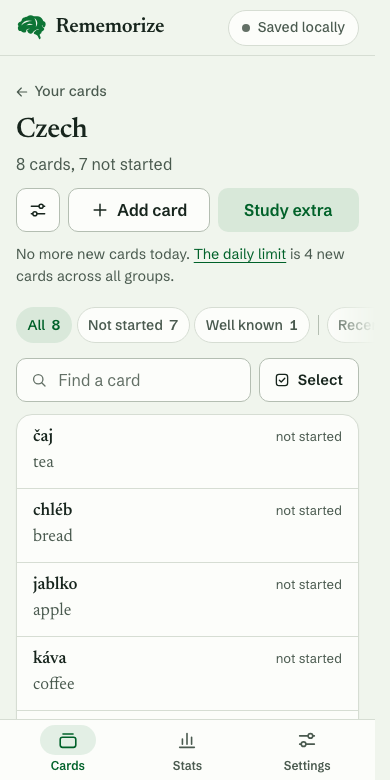 Rememorize
Saved locally
Your cards
Czech
8 cards, 7 not started
Add card
Study extra
No more new cards today. The daily limit is 4 new
cards across all groups.
All 8
Not started 7
Well known 1
Find a card
Select
čaj
not started
tea
chléb
not started
bread
jablko
not started
apple
káva
not started
coffee
Cards
Stats
Settings